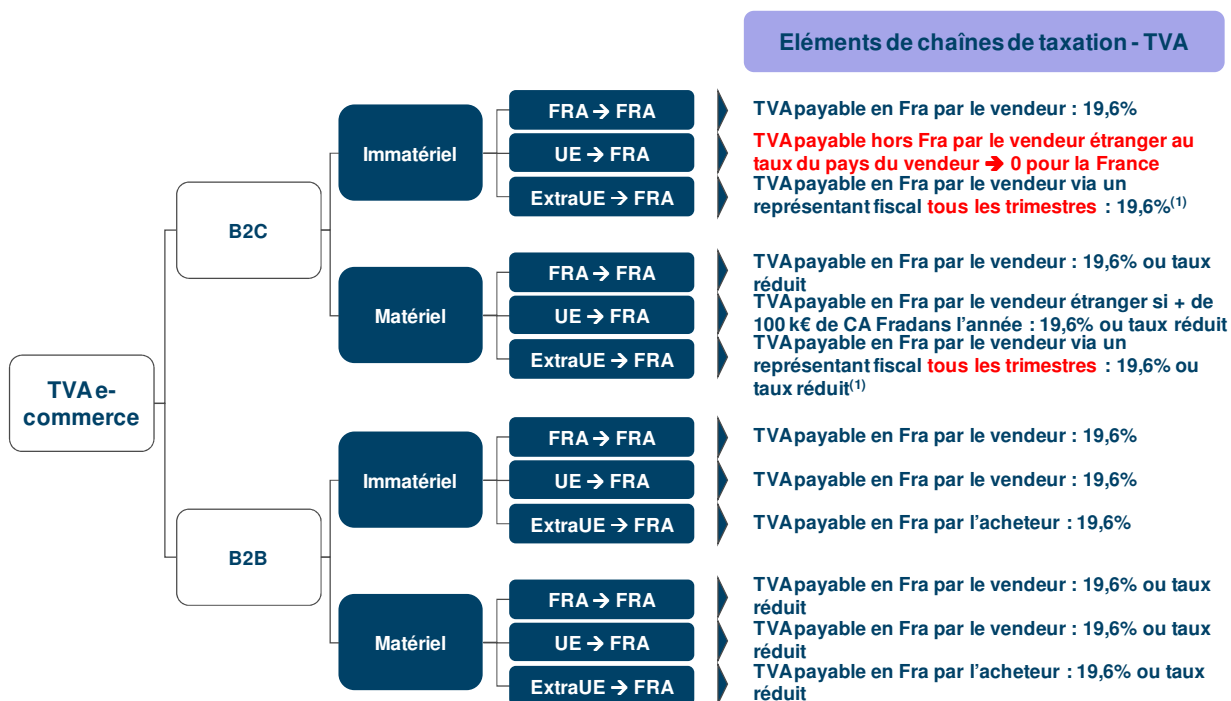 Eléments de chaînes de taxation - TVA
FRA → FRA
TVA payable en Fra par le vendeur : 19,6%
Immatériel
UE → FRA
TVA payable hors Fra par le vendeur étranger au
taux du pays du vendeur → 0 pour la France
ExtraUE → FRA
TVA payable en Fra par le vendeur via un
représentant fiscal tous les trimestres : 19,6%(1)
B2C
FRA → FRA
TVA payable en Fra par le vendeur : 19,6% ou taux
réduit
Matériel
UE → FRA
TVA payable en Fra par le vendeur étranger si + de
100 k€ de CA Fra dans l’année : 19,6% ou taux réduit
ExtraUE → FRA
TVA payable en Fra par le vendeur via un
représentant fiscal tous les trimestres : 19,6% ou
taux réduit(1)
TVA e-
commerce
FRA → FRA
TVA payable en Fra par le vendeur : 19,6%
Immatériel
UE → FRA
TVA payable en Fra par le vendeur : 19,6%
ExtraUE → FRA
TVA payable en Fra par l’acheteur : 19,6%
B2B
FRA → FRA
TVA payable en Fra par le vendeur : 19,6% ou taux
réduit
Matériel
UE → FRA
TVA payable en Fra par le vendeur : 19,6% ou taux
réduit
ExtraUE → FRA
TVA payable en Fra par l’acheteur : 19,6% ou taux
réduit